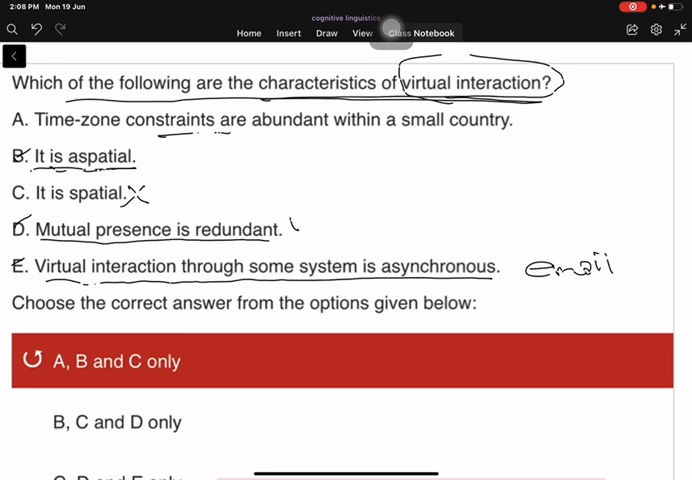 2:08 PM Mon 19 Jun
cognitive linguistics
Home Insert Draw View Class Notebook
Which of the following are the characteristics of virtual interaction?
A. Time-zone constraints are abundant within a small country.
B. It is aspatial.
C. It is spatial.
D. Mutual presence is redundant.
E. Virtual interaction through some system is asynchronous. email
Choose the correct answer from the options given below:
A, B and C only
B, C and D only
C, D and E only